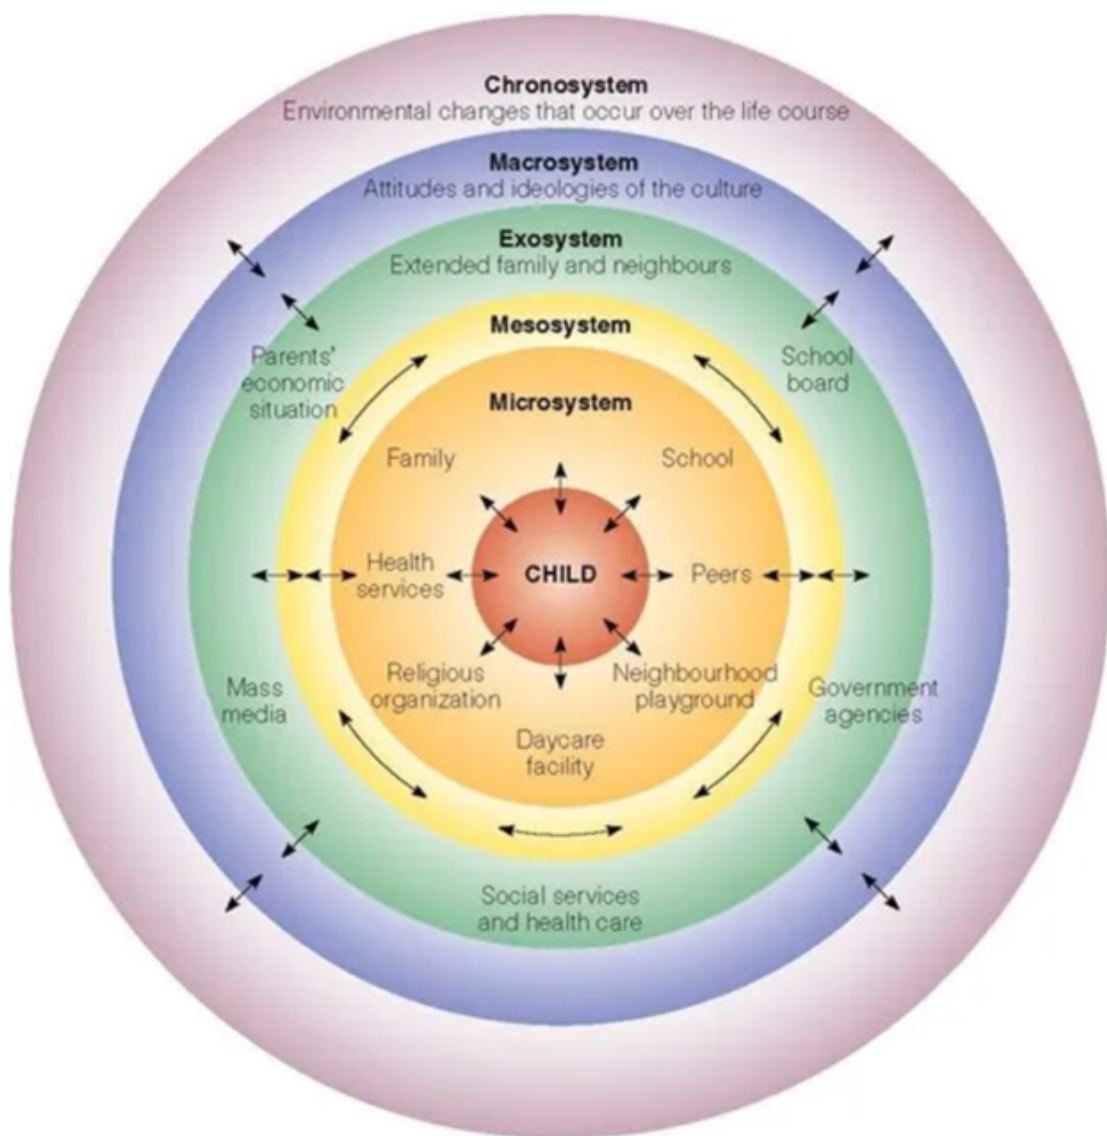 Chronosystem
Environmental changes that occur over the life course
Macrosystem
Attitudes and ideologies of the culture
Exosystem
Extended family and neighbours
Mesosystem
Parents'
economic
situation
School
board
Microsystem
Family
School
Health
services
CHILD
Peers
Religious
organization
Neighbourhood
playground
Mass
media
Government
agencies
Daycare
facility
Social services
and health care